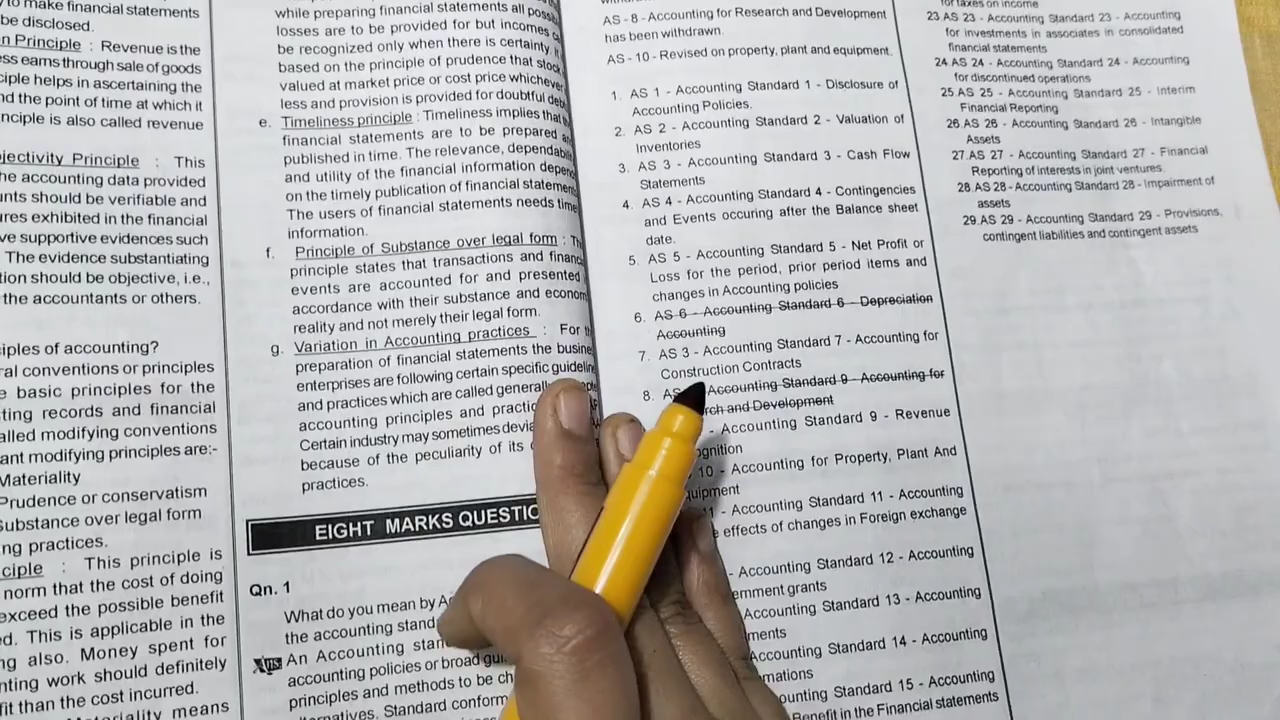 to make financial statements
be disclosed.
n Principle : Revenue is the
ss earns through sale of goods
ciple helps in ascertaining the
nd the point of time at which it
nciple is also called revenue
jectivity Principle : This
he accounting data provided
unts should be verifiable and
ures exhibited in the financial
ve supportive evidences such
The evidence substantiating
tion should be objective, i.e.,
the accountants or others.
iples of accounting?
ral conventions or principles
e basic principles for the
ting records and financial
alled modifying conventions
ant modifying principles are:-
Materiality
Prudence or conservatism
Substance over legal form
ng practices.
ciple : This principle is
norm that the cost of doing
exceed the possible benefit
ed. This is applicable in the
ng also. Money spent for
nting work should definitely
fit than the cost incurred.
ateriality means
while preparing financial statements all possi
losses are to be provided for but incomes
be recognized only when there is certainty
based on the principle of prudence that stock
valued at market price or cost price whichever
less and provision is provided for doubtful deb
e. Timeliness principle : Timeliness implies that
financial statements are to be prepared a
published in time. The relevance, dependabili
and utility of the financial information depend
on the timely publication of financial statemen
The users of financial statements needs time
information.
f. Principle of Substance over legal form : Th
principle states that transactions and financ
events are accounted for and presented
accordance with their substance and econom
reality and not merely their legal form.
g. Variation in Accounting practices : For th
preparation of financial statements the busine
enterprises are following certain specific guidelin
and practices which are called generally
accounting principles and practic
Certain industry may sometimes devia
because of the peculiarity of its
practices.
EIGHT MARKS QUESTIO
Qn. 1
What do you mean by A
the accounting stand
Ans An Accounting stan
accounting policies or broad gui
principles and methods to be ch
lternatives. Standard conform
AS - 8 - Accounting for Research and Development
has been withdrawn.
AS - 10 - Revised on property, plant and equipment.
1. AS 1 - Accounting Standard 1 - Disclosure of
Accounting Policies.
2. AS 2 - Accounting Standard 2 - Valuation of
Inventories
3. AS 3 - Accounting Standard 3 - Cash Flow
Statements
4. AS 4 - Accounting Standard 4 - Contingencies
and Events occuring after the Balance sheet
date.
5. AS 5 - Accounting Standard 5 - Net Profit or
Loss for the period, prior period items and
changes in Accounting policies
6. AS 6 - Accounting Standard 6 - Depreciation
Accounting
7. AS 3 - Accounting Standard 7 - Accounting for
Construction Contracts
8. AS Accounting Standard 9 - Accounting for
rch and Development
- Accounting Standard 9 - Revenue
ognition
10 - Accounting for Property, Plant And
quipment
11 - Accounting Standard 11 - Accounting
e effects of changes in Foreign exchange
- Accounting Standard 12 - Accounting
ernment grants
Accounting Standard 13 - Accounting
ments
Accounting Standard 14 - Accounting
mations
ounting Standard 15 - Accounting
Benefit in the Financial statements
for taxes on income
23.AS 23 - Accounting Standard 23 - Accounting
for investments in associates in consolidated
financial statements
24.AS 24 - Accounting Standard 24 - Accounting
for discontinued operations
25.AS 25 - Accounting Standard 25 - Interim
Financial Reporting
26.AS 26 - Accounting Standard 26 - Intangible
Assets
27.AS 27 - Accounting Standard 27 - Financial
Reporting of interests in joint ventures.
28.AS 28 - Accounting Standard 28 - Impairment of
assets
29.AS 29 - Accounting Standard 29 - Provisions,
contingent liabilities and contingent assets